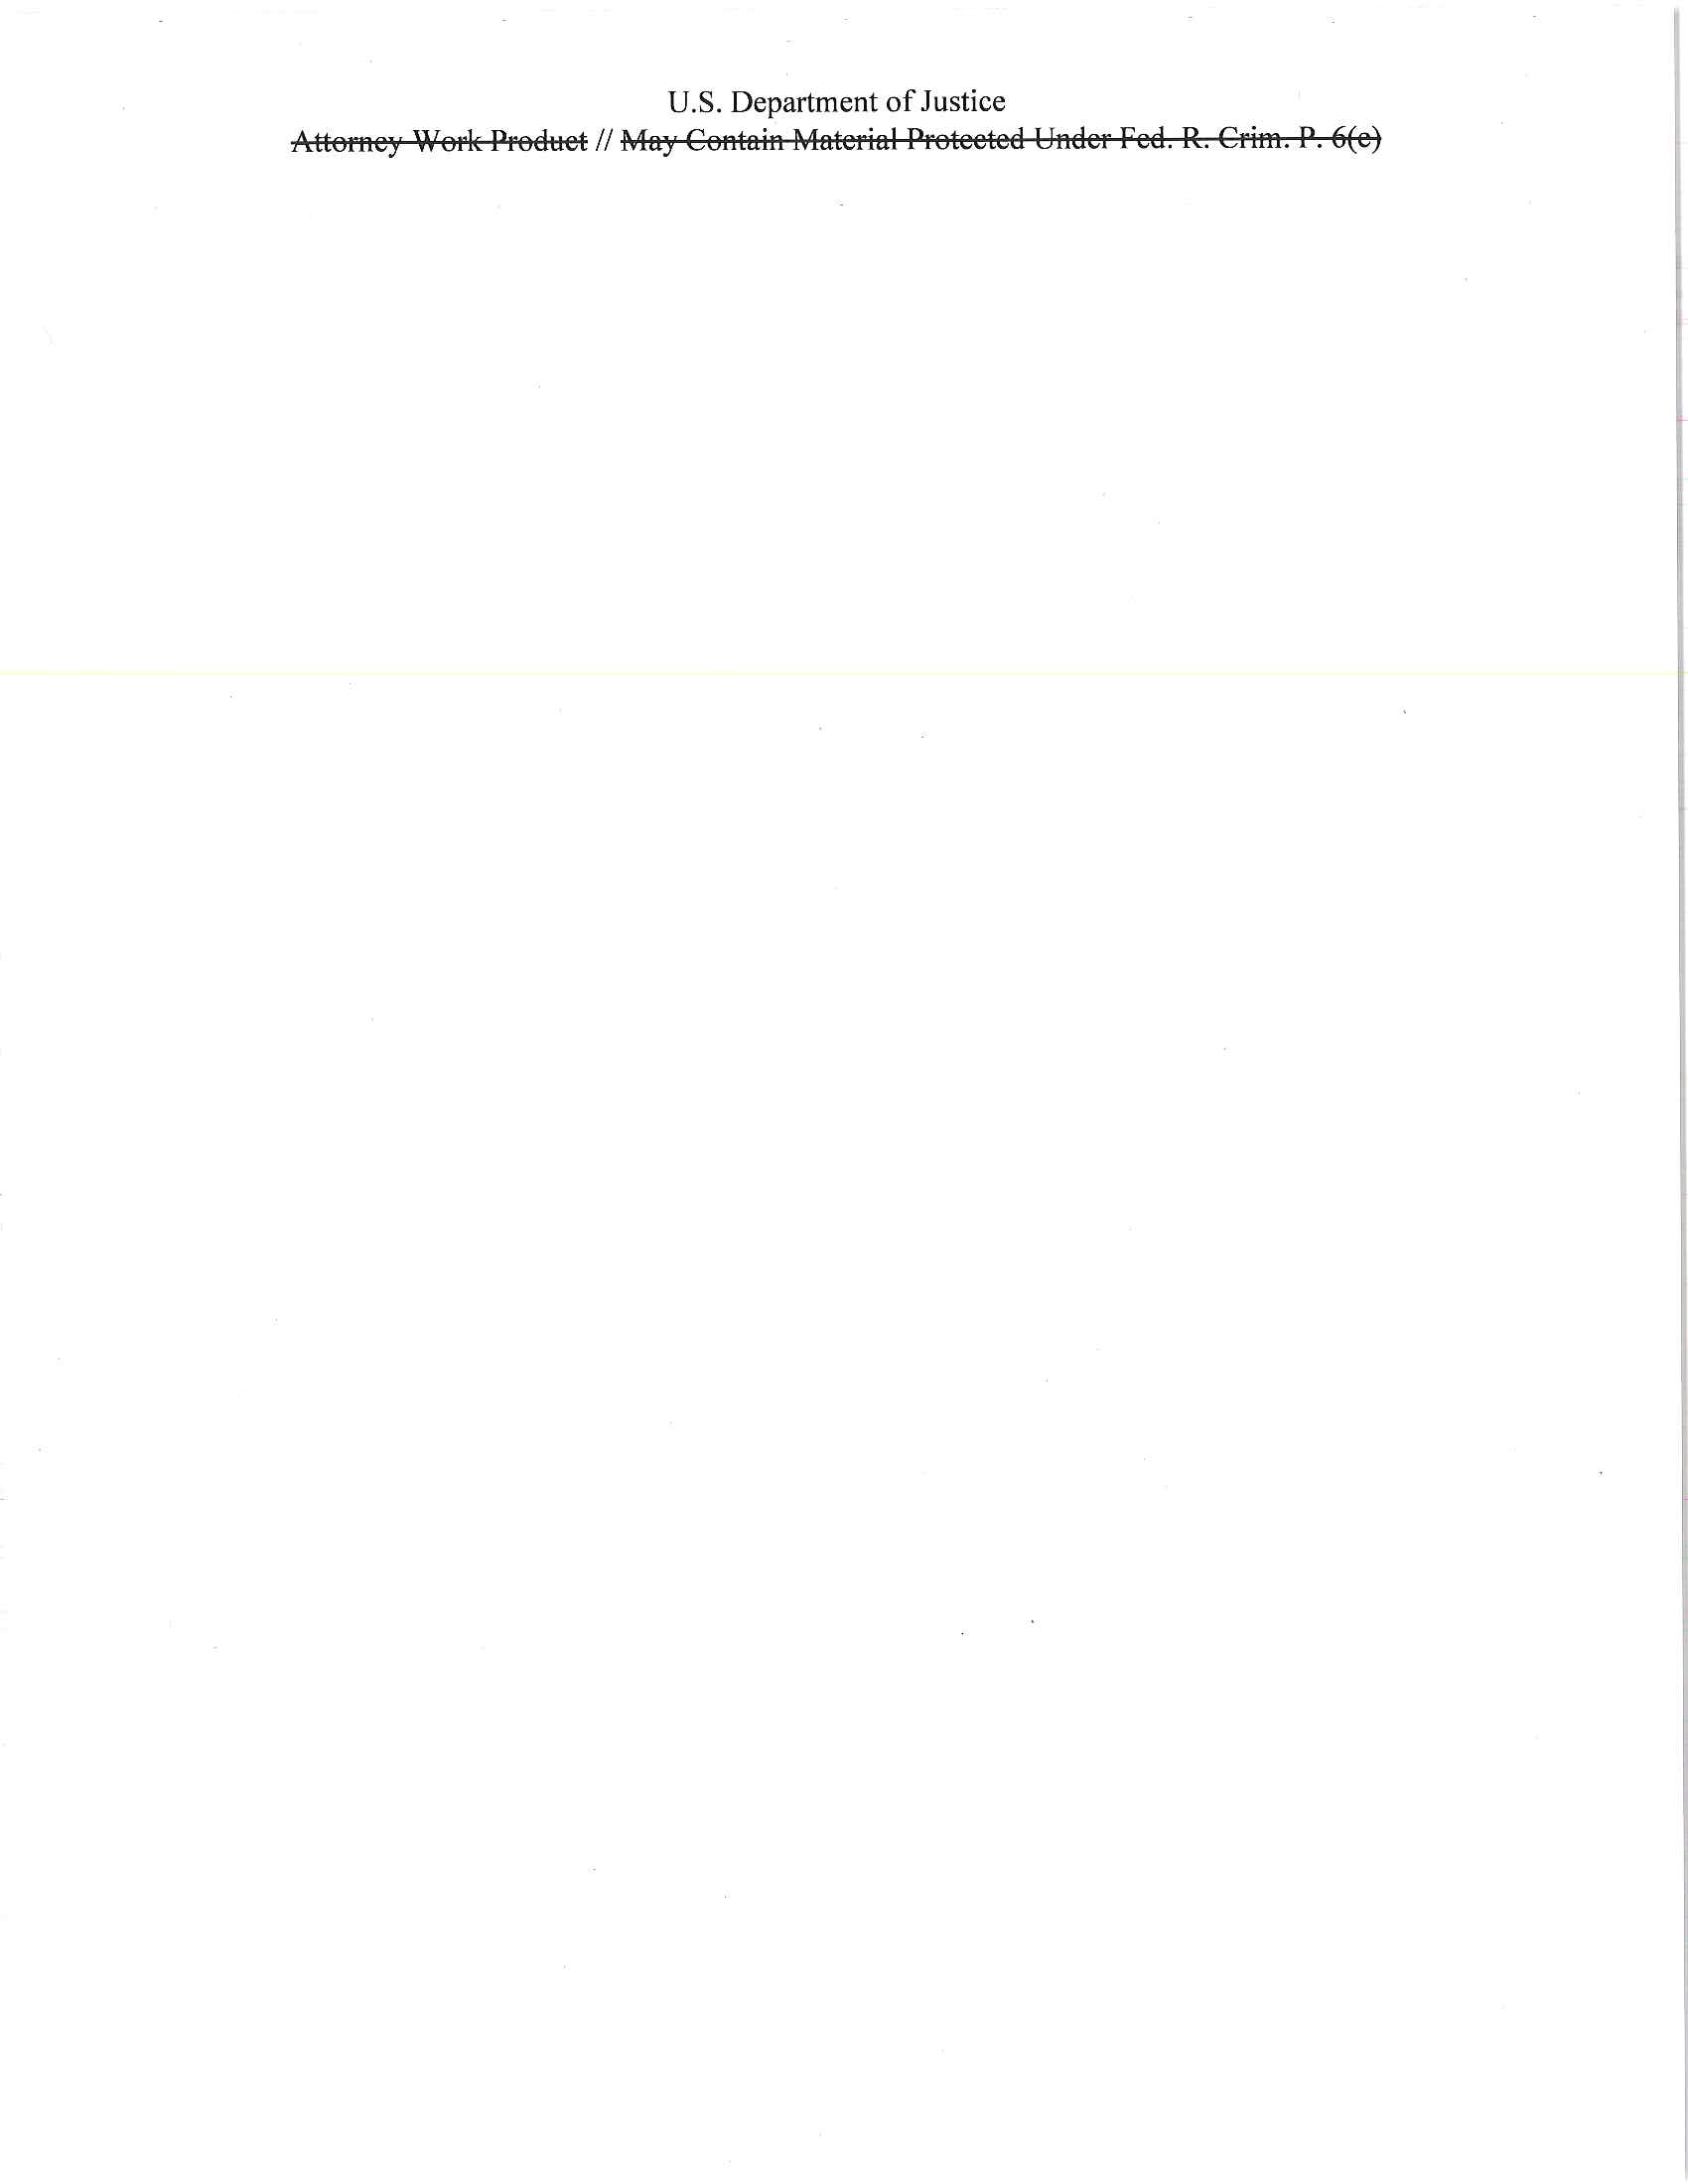 U.S. Department of Justice
Attorney Work Product // May Contain Material Protected Under Fed. R. Crim. P. 6(e)